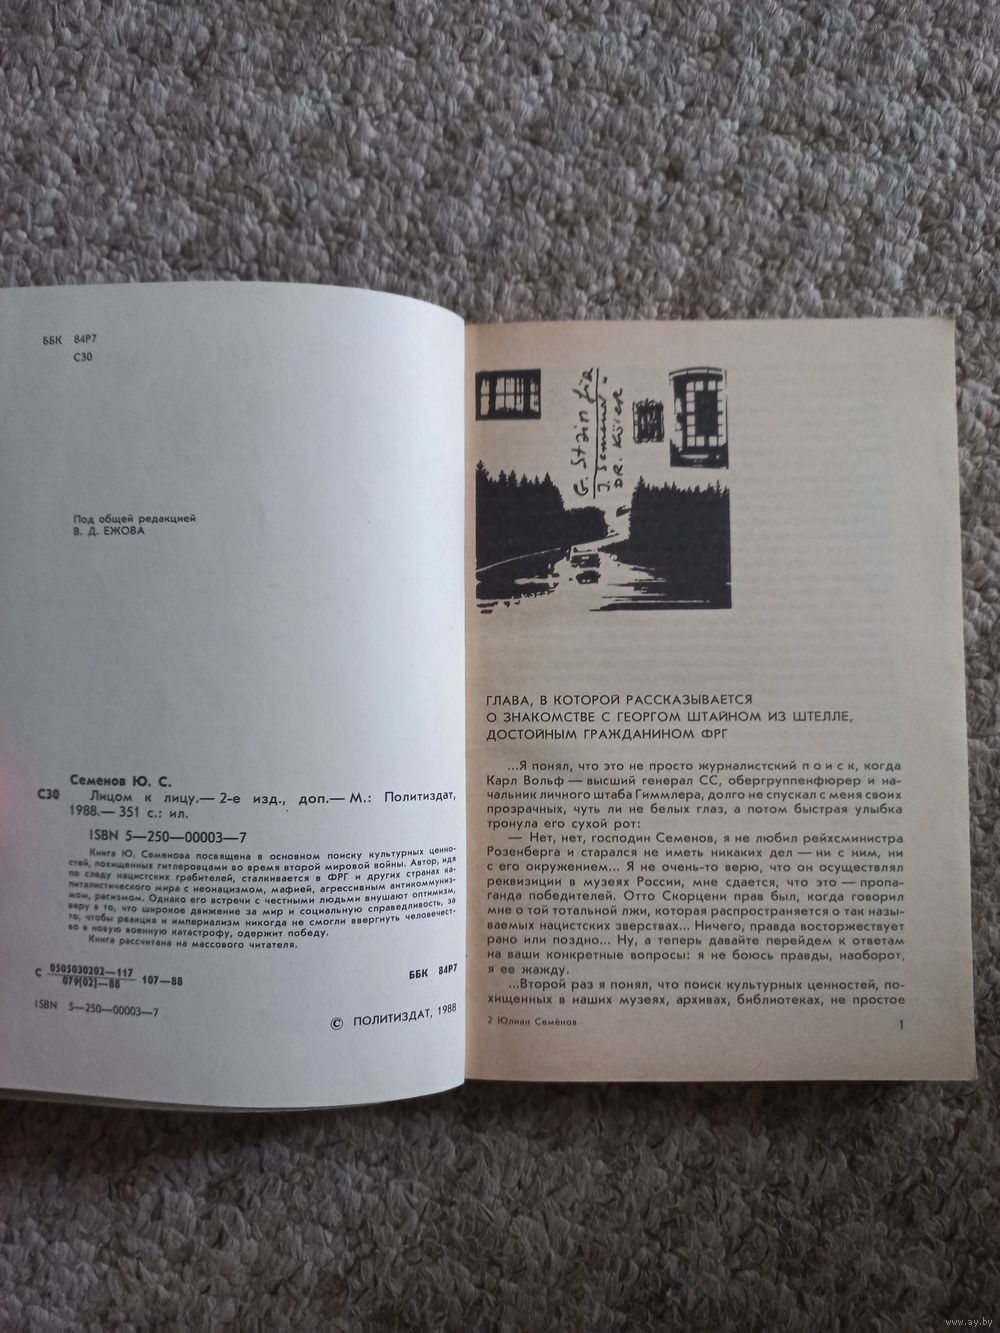 ББК 84Р7
С30
Под общей редакцией
В. Д. ЕЖОВА
Семенов Ю. С.
С30 Лицом к лицу.— 2-е изд., доп.— М.: Политиздат,
1988.— 351 с.: ил.
ISBN 5—250—00003—7
Книга Ю. Семенова посвящена в основном поиску культурных ценно-
стей, похищенных гитлеровцами во время второй мировой войны. Автор, идя
по следу нацистских грабителей, сталкивается в ФРГ и других странах ка-
питалистического мира с неонацизмом, мафией, агрессивным антикоммуниз-
мом, расизмом. Однако его встречи с честными людьми внушают оптимизм,
веру в то, что широкое движение за мир и социальную справедливость, за
то, чтобы реакция и империализм никогда не смогли ввергнуть человечест-
во в новую военную катастрофу, одержит победу.
Книга рассчитана на массового читателя.
С 0505030202—117
079(02)—88 107—88
ББК 84Р7
ISBN 5—250—00003—7
© ПОЛИТИЗДАТ, 1988
G. Stein für
J. Semenov
DR.
ГЛАВА, В КОТОРОЙ РАССКАЗЫВАЕТСЯ
О ЗНАКОМСТВЕ С ГЕОРГОМ ШТАЙНОМ ИЗ ШТЕЛЛЕ,
ДОСТОЙНЫМ ГРАЖДАНИНОМ ФРГ
...Я понял, что это не просто журналистский поиск, когда
Карл Вольф — высший генерал СС, обергруппенфюрер и на-
чальник личного штаба Гиммлера, долго не спускал с меня своих
прозрачных, чуть ли не белых глаз, а потом быстрая улыбка
тронула его сухой рот:
— Нет, нет, господин Семенов, я не любил рейхсминистра
Розенберга и старался не иметь никаких дел — ни с ним, ни
с его окружением... Я не очень-то верю, что он осуществлял
реквизиции в музеях России, мне сдается, что это — пропа-
ганда победителей. Отто Скорцени прав был, когда говорил
мне о той тотальной лжи, которая распространяется о так назы-
ваемых нацистских зверствах... Ничего, правда восторжествует
рано или поздно... Ну, а теперь давайте перейдем к ответам
на ваши конкретные вопросы: я не боюсь правды, наоборот,
я ее жажду.
...Второй раз я понял, что поиск культурных ценностей, по-
хищенных в наших музеях, архивах, библиотеках, не простое
2 Юлиан Семёнов 1
www.ay.by